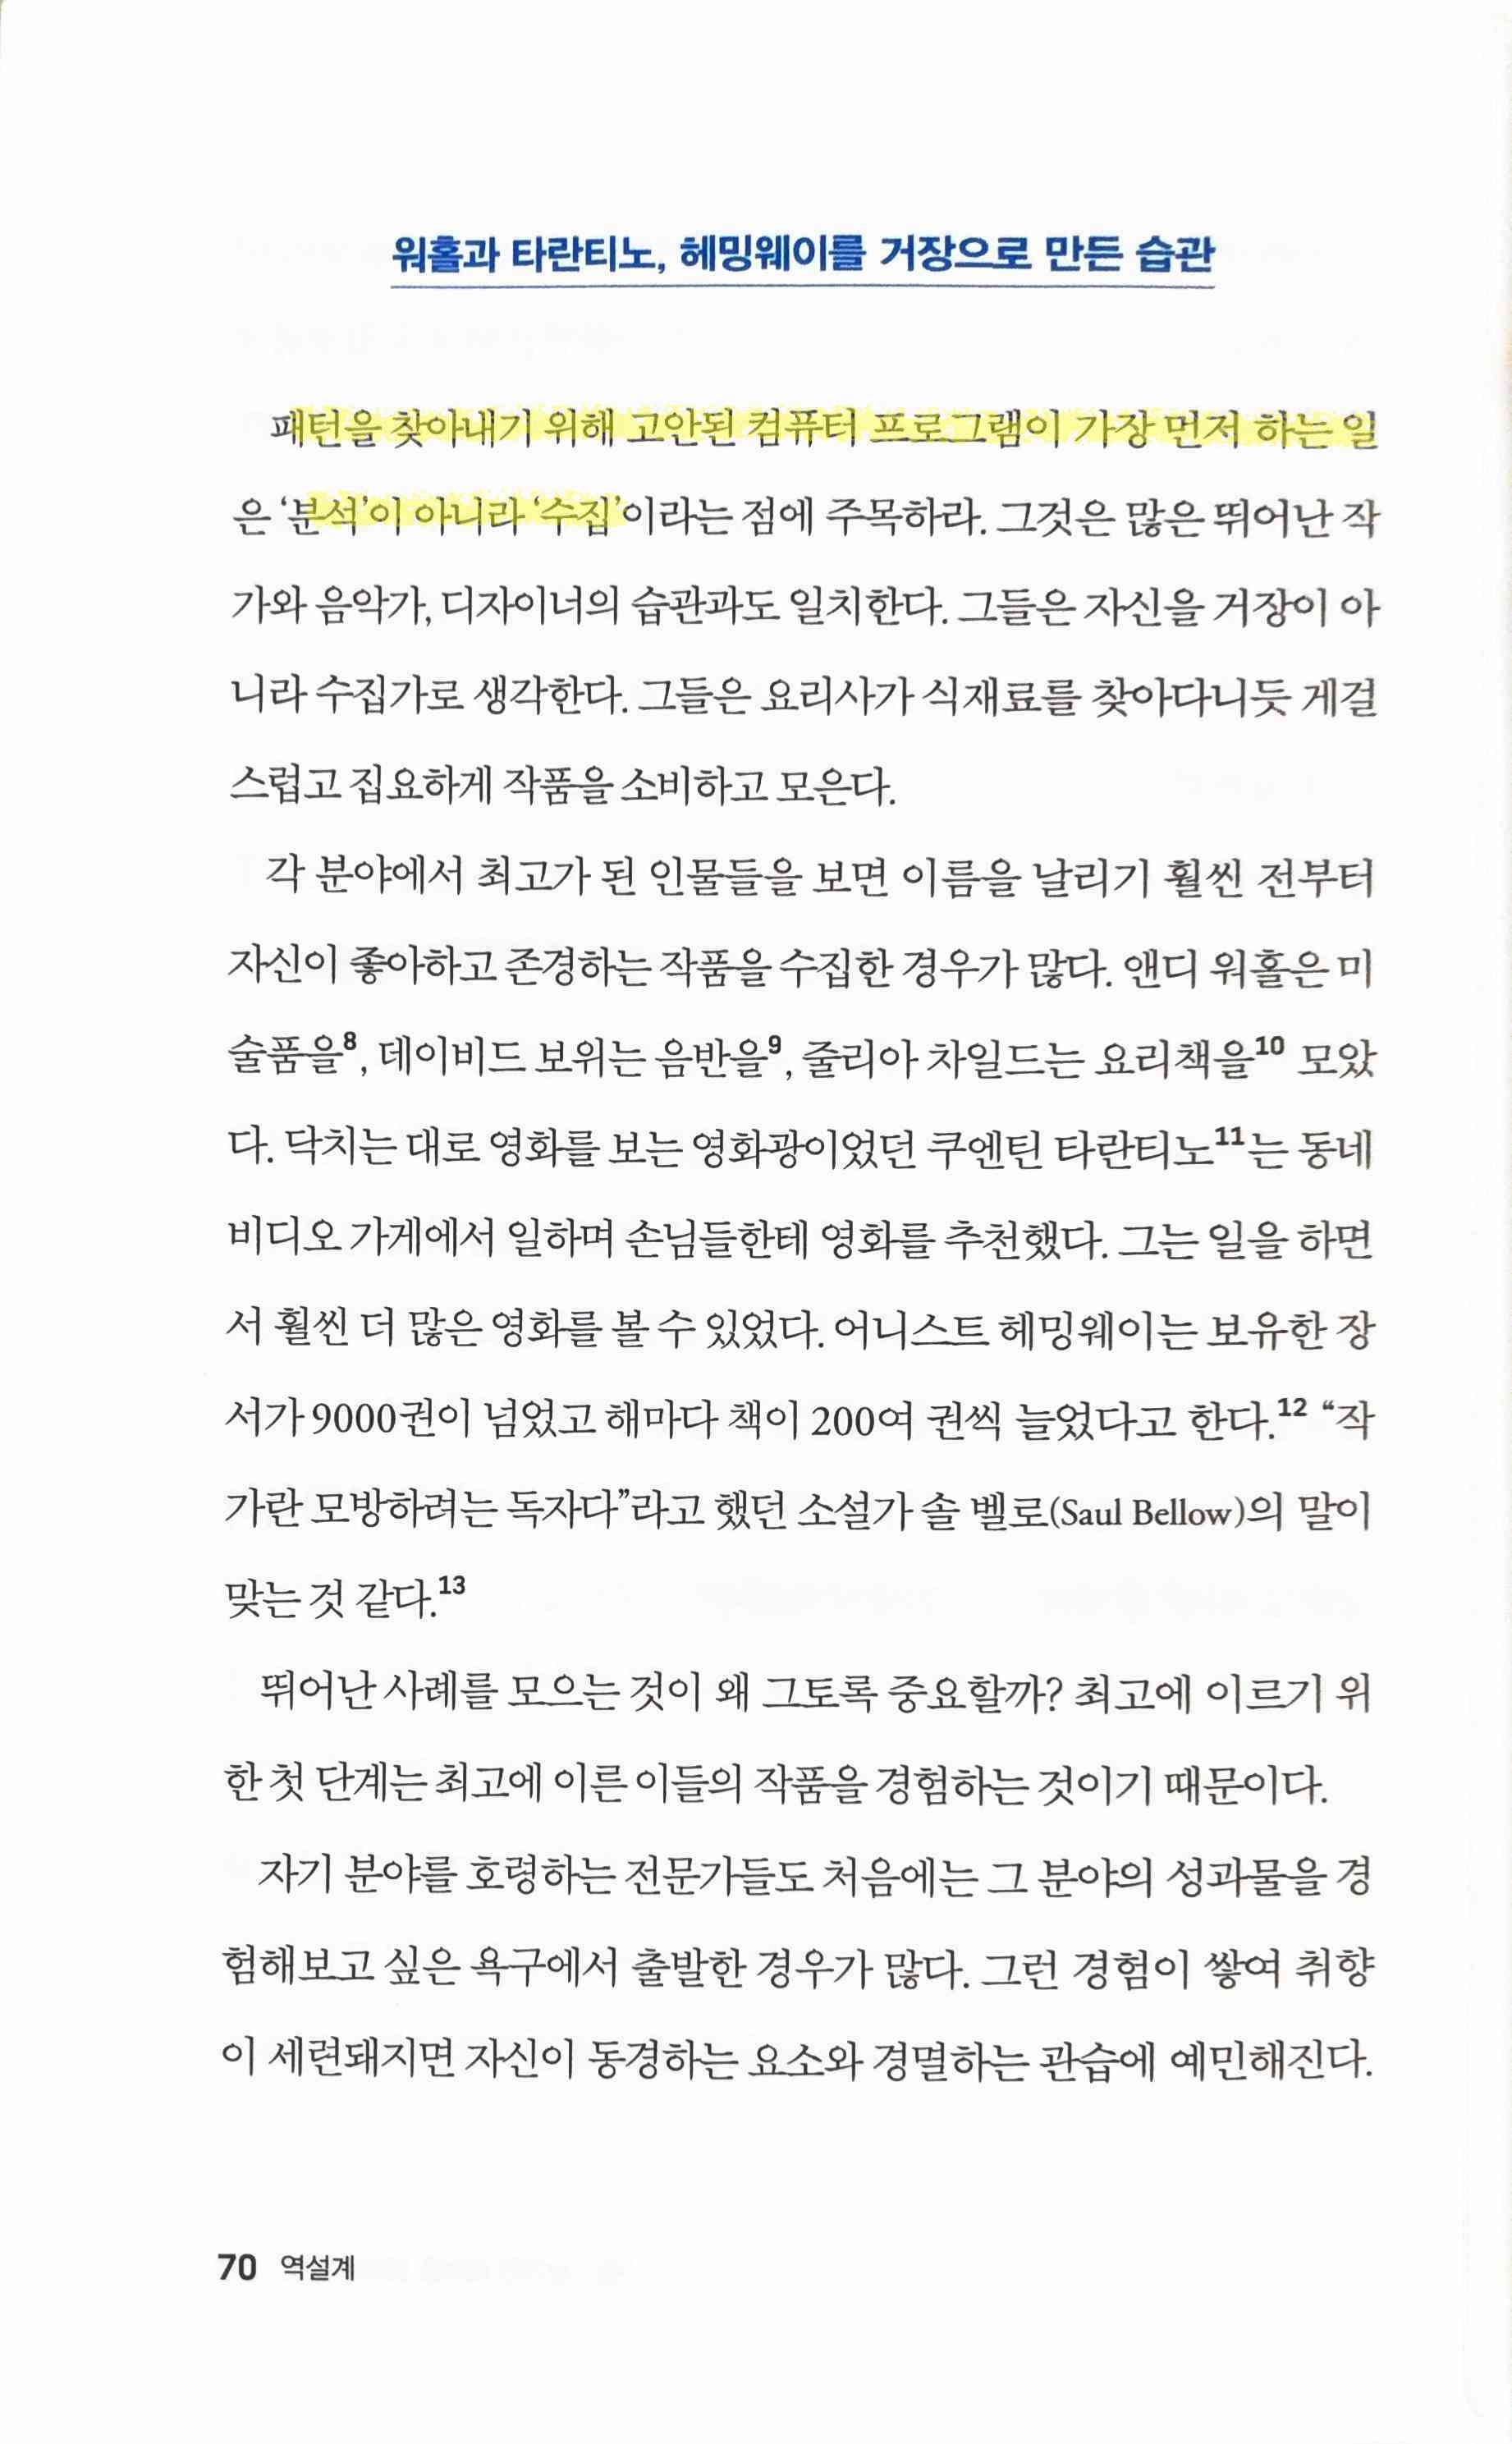 워홀과 타란티노, 헤밍웨이를 거장으로 만든 습관
패턴을 찾아내기 위해 고안된 컴퓨터 프로그램이 가장 먼저 하는 일
은 ‘분석’이 아니라 ‘수집’이라는 점에 주목하라. 그것은 많은 뛰어난 작
가와 음악가, 디자이너의 습관과도 일치한다. 그들은 자신을 거장이 아
니라 수집가로 생각한다. 그들은 요리사가 식재료를 찾아다니듯 게걸
스럽고 집요하게 작품을 소비하고 모은다.
각 분야에서 최고가 된 인물들을 보면 이름을 날리기 훨씬 전부터
자신이 좋아하고 존경하는 작품을 수집한 경우가 많다. 앤디 워홀은 미
술품을⁸, 데이비드 보위는 음반을⁹, 줄리아 차일드는 요리책을¹⁰ 모았
다. 닥치는 대로 영화를 보는 영화광이었던 쿠엔틴 타란티노¹¹는 동네
비디오 가게에서 일하며 손님들한테 영화를 추천했다. 그는 일을 하면
서 훨씬 더 많은 영화를 볼 수 있었다. 어니스트 헤밍웨이는 보유한 장
서가 9000권이 넘었고 해마다 책이 200여 권씩 늘었다고 한다.¹² “작
가란 모방하려는 독자다”라고 했던 소설가 솔 벨로(Saul Bellow)의 말이
맞는 것 같다.¹³
뛰어난 사례를 모으는 것이 왜 그토록 중요할까? 최고에 이르기 위
한 첫 단계는 최고에 이른 이들의 작품을 경험하는 것이기 때문이다.
자기 분야를 호령하는 전문가들도 처음에는 그 분야의 성과물을 경
험해보고 싶은 욕구에서 출발한 경우가 많다. 그런 경험이 쌓여 취향
이 세련돼지면 자신이 동경하는 요소와 경멸하는 관습에 예민해진다.
70 역설계